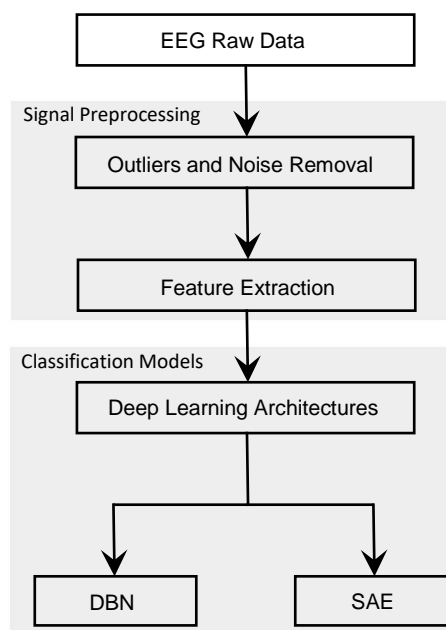 EEG Raw Data
Signal Preprocessing
Outliers and Noise Removal
Feature Extraction
Classification Models
Deep Learning Architectures
DBN
SAE